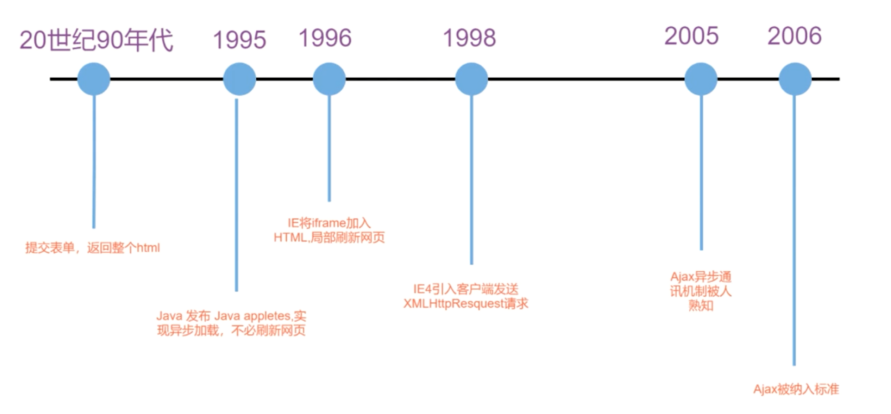 20世纪90年代
1995
1996
1998
2005
2006
提交表单，返回整个html
Java 发布 Java appletes,实
现异步加载，不必刷新网页
IE将iframe加入
HTML,局部刷新网页
IE4引入客户端发送
XMLHttpResquest请求
Ajax异步通
讯机制被人
熟知
Ajax被纳入标准